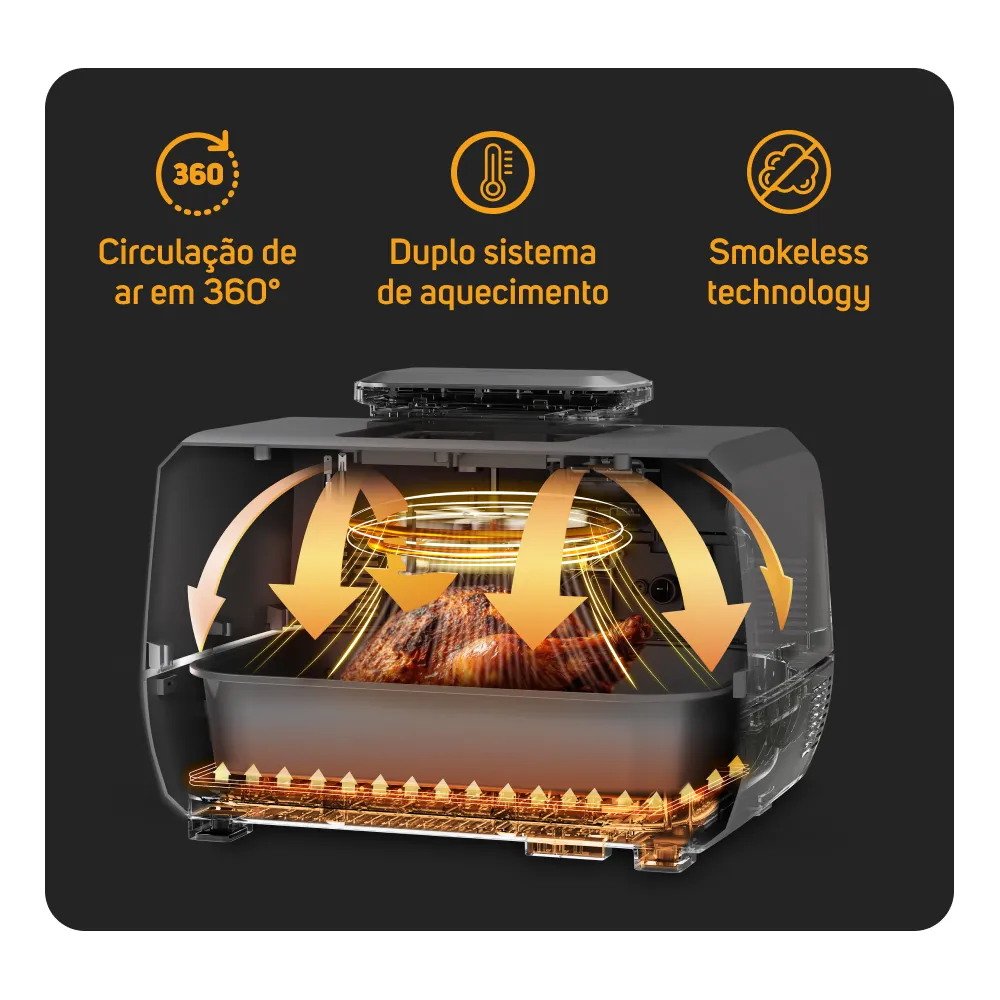 360
Circulação de
ar em 360°
Duplo sistema
de aquecimento
Smokeless
technology